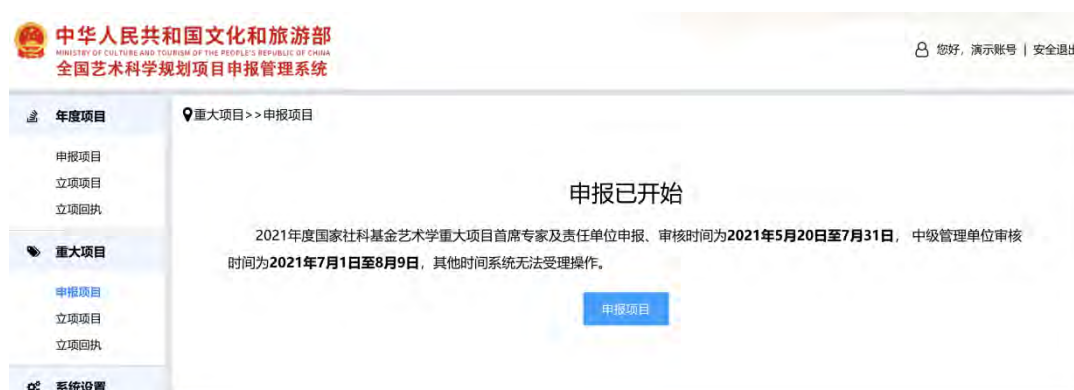 中华人民共和国文化和旅游部
MINISTRY OF CULTURE AND TOURISM OF THE PEOPLE'S REPUBLIC OF CHINA
全国艺术科学规划项目申报管理系统
您好，演示账号 | 安全退出
年度项目
申报项目
立项项目
立项回执
重大项目
申报项目
立项项目
立项回执
系统设置
重大项目>>申报项目
申报已开始
2021年度国家社科基金艺术学重大项目首席专家及责任单位申报、审核时间为2021年5月20日至7月31日， 中级管理单位审核
时间为2021年7月1日至8月9日，其他时间系统无法受理操作。
申报项目